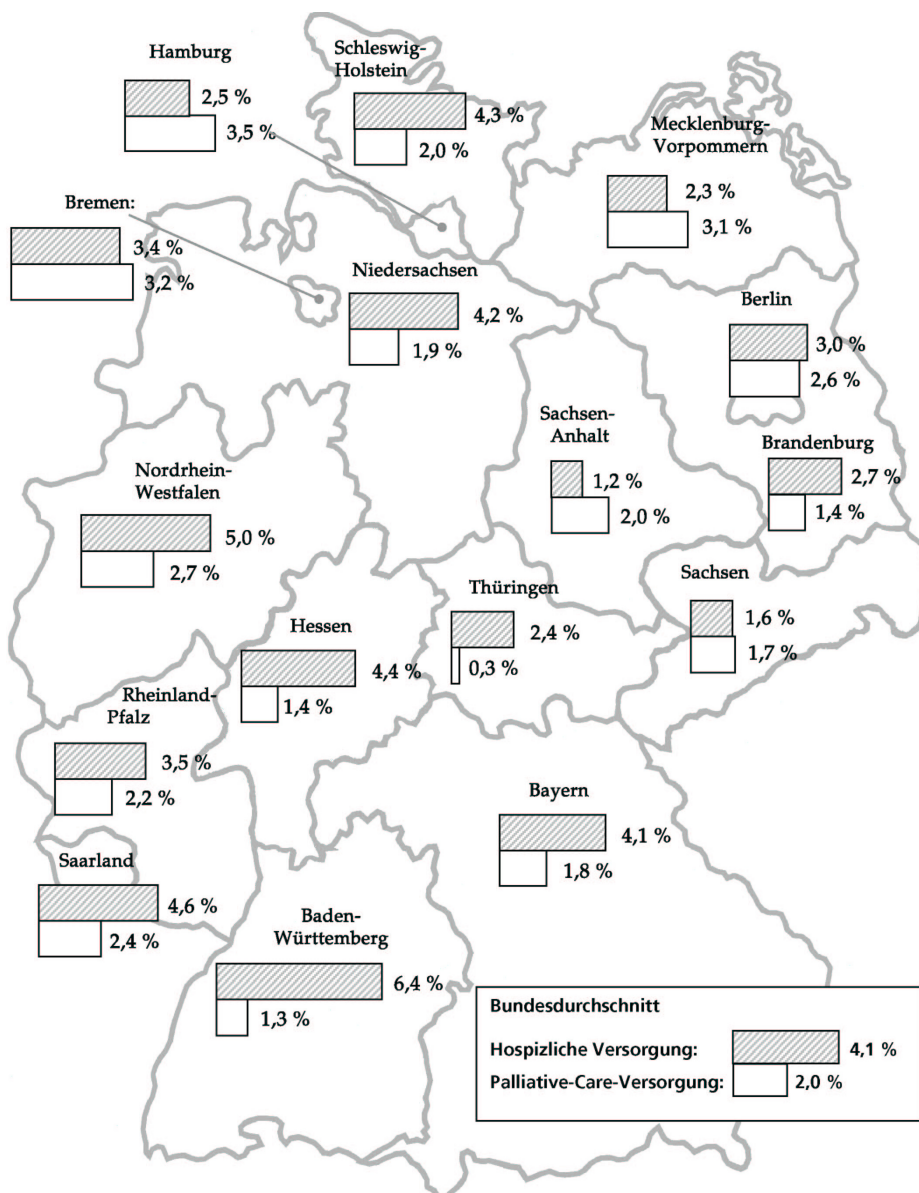 Hamburg
2,5 %
3,5 %
Schleswig-
Holstein
4,3 %
2,0 %
Mecklenburg-
Vorpommern
2,3 %
3,1 %
Bremen:
3,4 %
3,2 %
Niedersachsen
4,2 %
1,9 %
Berlin
3,0 %
2,6 %
Sachsen-
Anhalt
1,2 %
2,0 %
Brandenburg
2,7 %
1,4 %
Nordrhein-
Westfalen
5,0 %
2,7 %
Hessen
4,4 %
1,4 %
Thüringen
2,4 %
0,3 %
Sachsen
1,6 %
1,7 %
Rheinland-
Pfalz
3,5 %
2,2 %
Bayern
4,1 %
1,8 %
Saarland
4,6 %
2,4 %
Baden-
Württemberg
6,4 %
1,3 %
Bundesdurchschnitt
Hospizliche Versorgung: 4,1 %
Palliative-Care-Versorgung: 2,0 %